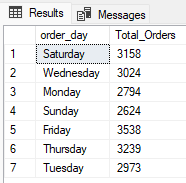 Results Messages
order_day Total_Orders
1 Saturday 3158
2 Wednesday 3024
3 Monday 2794
4 Sunday 2624
5 Friday 3538
6 Thursday 3239
7 Tuesday 2973